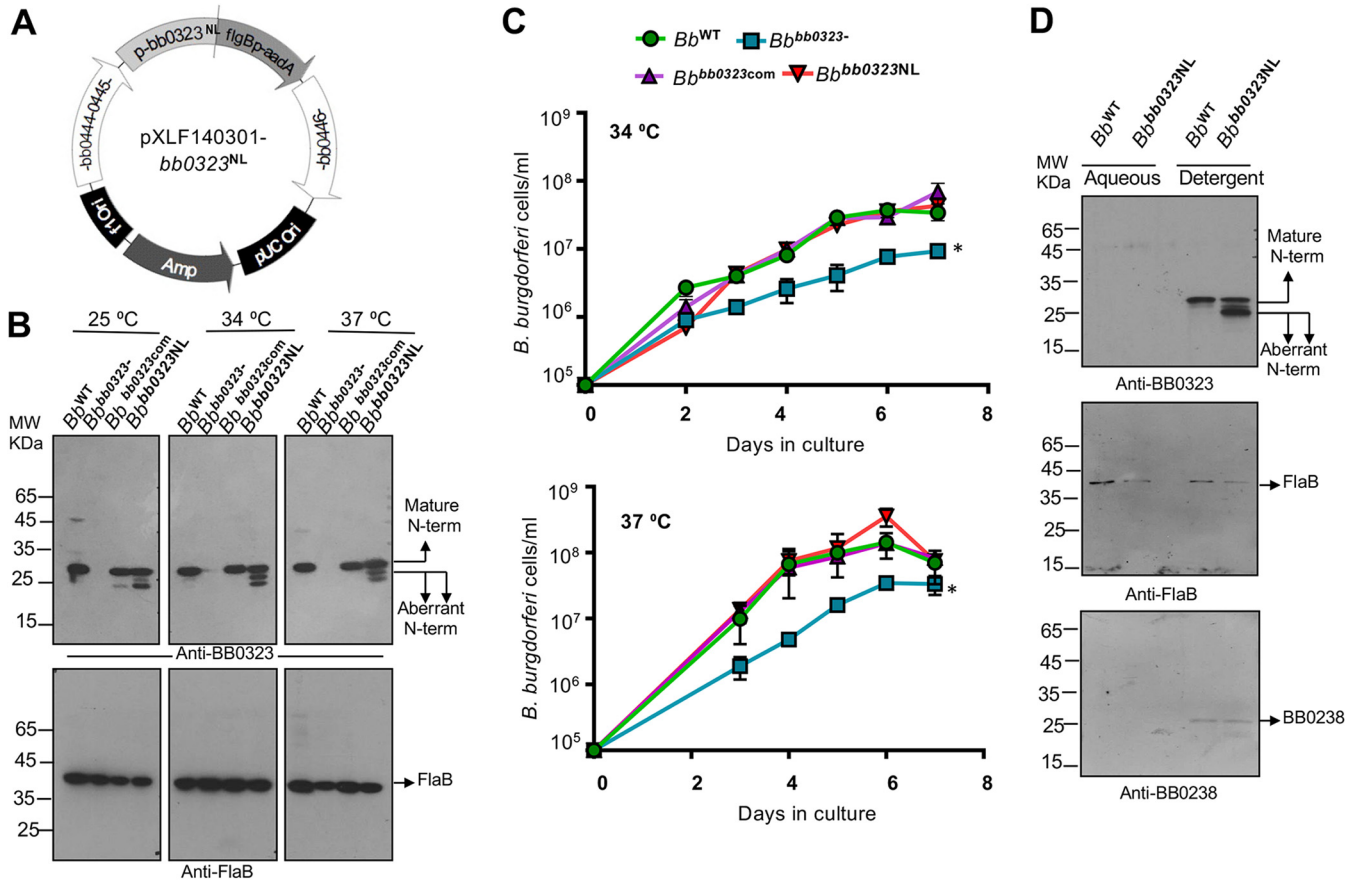 A
p-bb0323NL
flgBp-aadA
-bb0444-0445-
-bb0446-
pXLF140301-
bb0323NL
f1 Ori
Amp
pUC Ori
B
25 ºC
34 ºC
37 ºC
BbWT
Bbbb0323-
Bbbb0323com
Bbbb0323NL
BbWT
Bbbb0323-
Bbbb0323com
Bbbb0323NL
BbWT
Bbbb0323-
Bbbb0323com
Bbbb0323NL
MW
KDa
65
45
35
25
15
Mature
N-term
Aberrant
N-term
Anti-BB0323
65
45
35
25
FlaB
Anti-FlaB
C
BbWT
Bbbb0323-
Bbbb0323com
Bbbb0323NL
34 ºC
B. burgdorferi cells/ml
109
108
107
106
105
*
0
2
4
6
8
Days in culture
37 ºC
B. burgdorferi cells/ml
109
108
107
106
105
*
0
2
4
6
8
Days in culture
D
BbWT
Bbbb0323NL
BbWT
Bbbb0323NL
MW
KDa
Aqueous
Detergent
65
45
35
25
15
Mature
N-term
Aberrant
N-term
Anti-BB0323
65
45
35
25
15
FlaB
Anti-FlaB
65
45
35
25
15
BB0238
Anti-BB0238